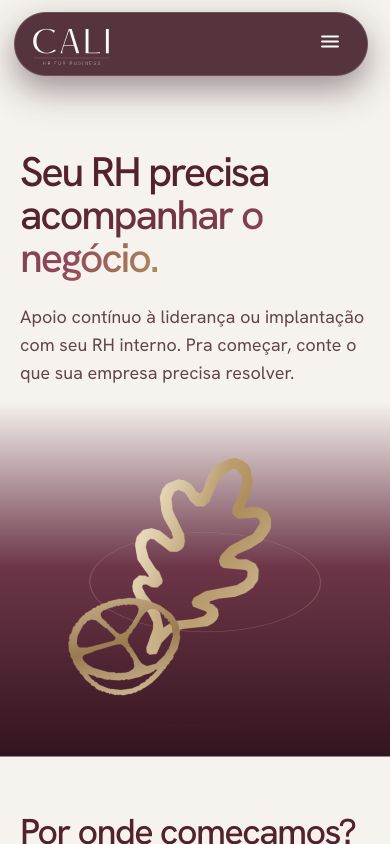 CALI
HR FOR BUSINESS
Seu RH precisa
acompanhar o
negócio.
Apoio contínuo à liderança ou implantação
com seu RH interno. Pra começar, conte o
que sua empresa precisa resolver.
Por onde começamos?